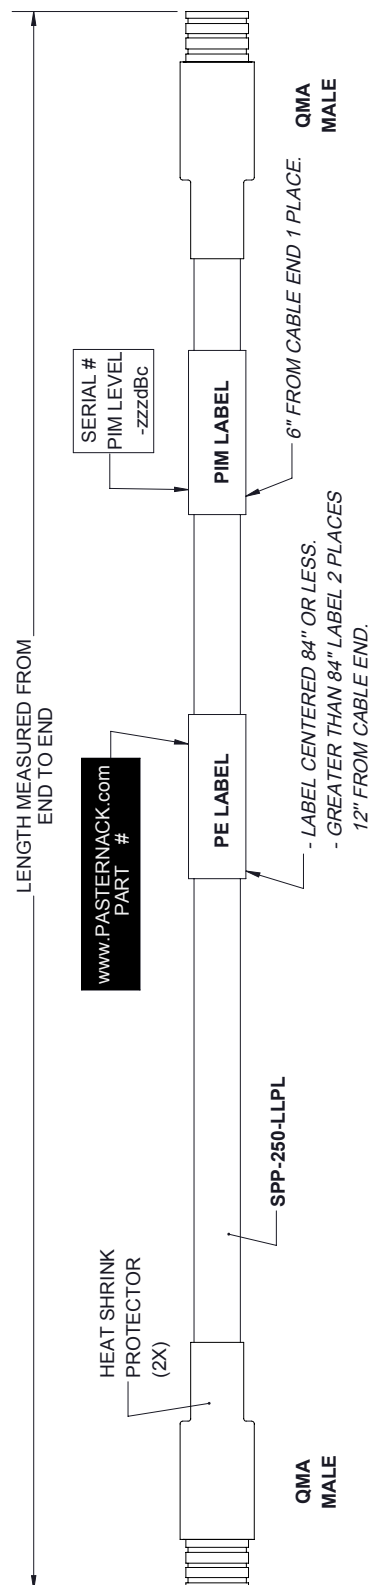 LENGTH MEASURED FROM
END TO END
HEAT SHRINK
PROTECTOR
(2X)
www.PASTERNACK.com
PART #
SERIAL #
PIM LEVEL
-zzzdBc
PE LABEL
PIM LABEL
SPP-250-LLPL
- LABEL CENTERED 84" OR LESS.
- GREATER THAN 84" LABEL 2 PLACES
12" FROM CABLE END.
- 6" FROM CABLE END 1 PLACE.
QMA
MALE
QMA
MALE